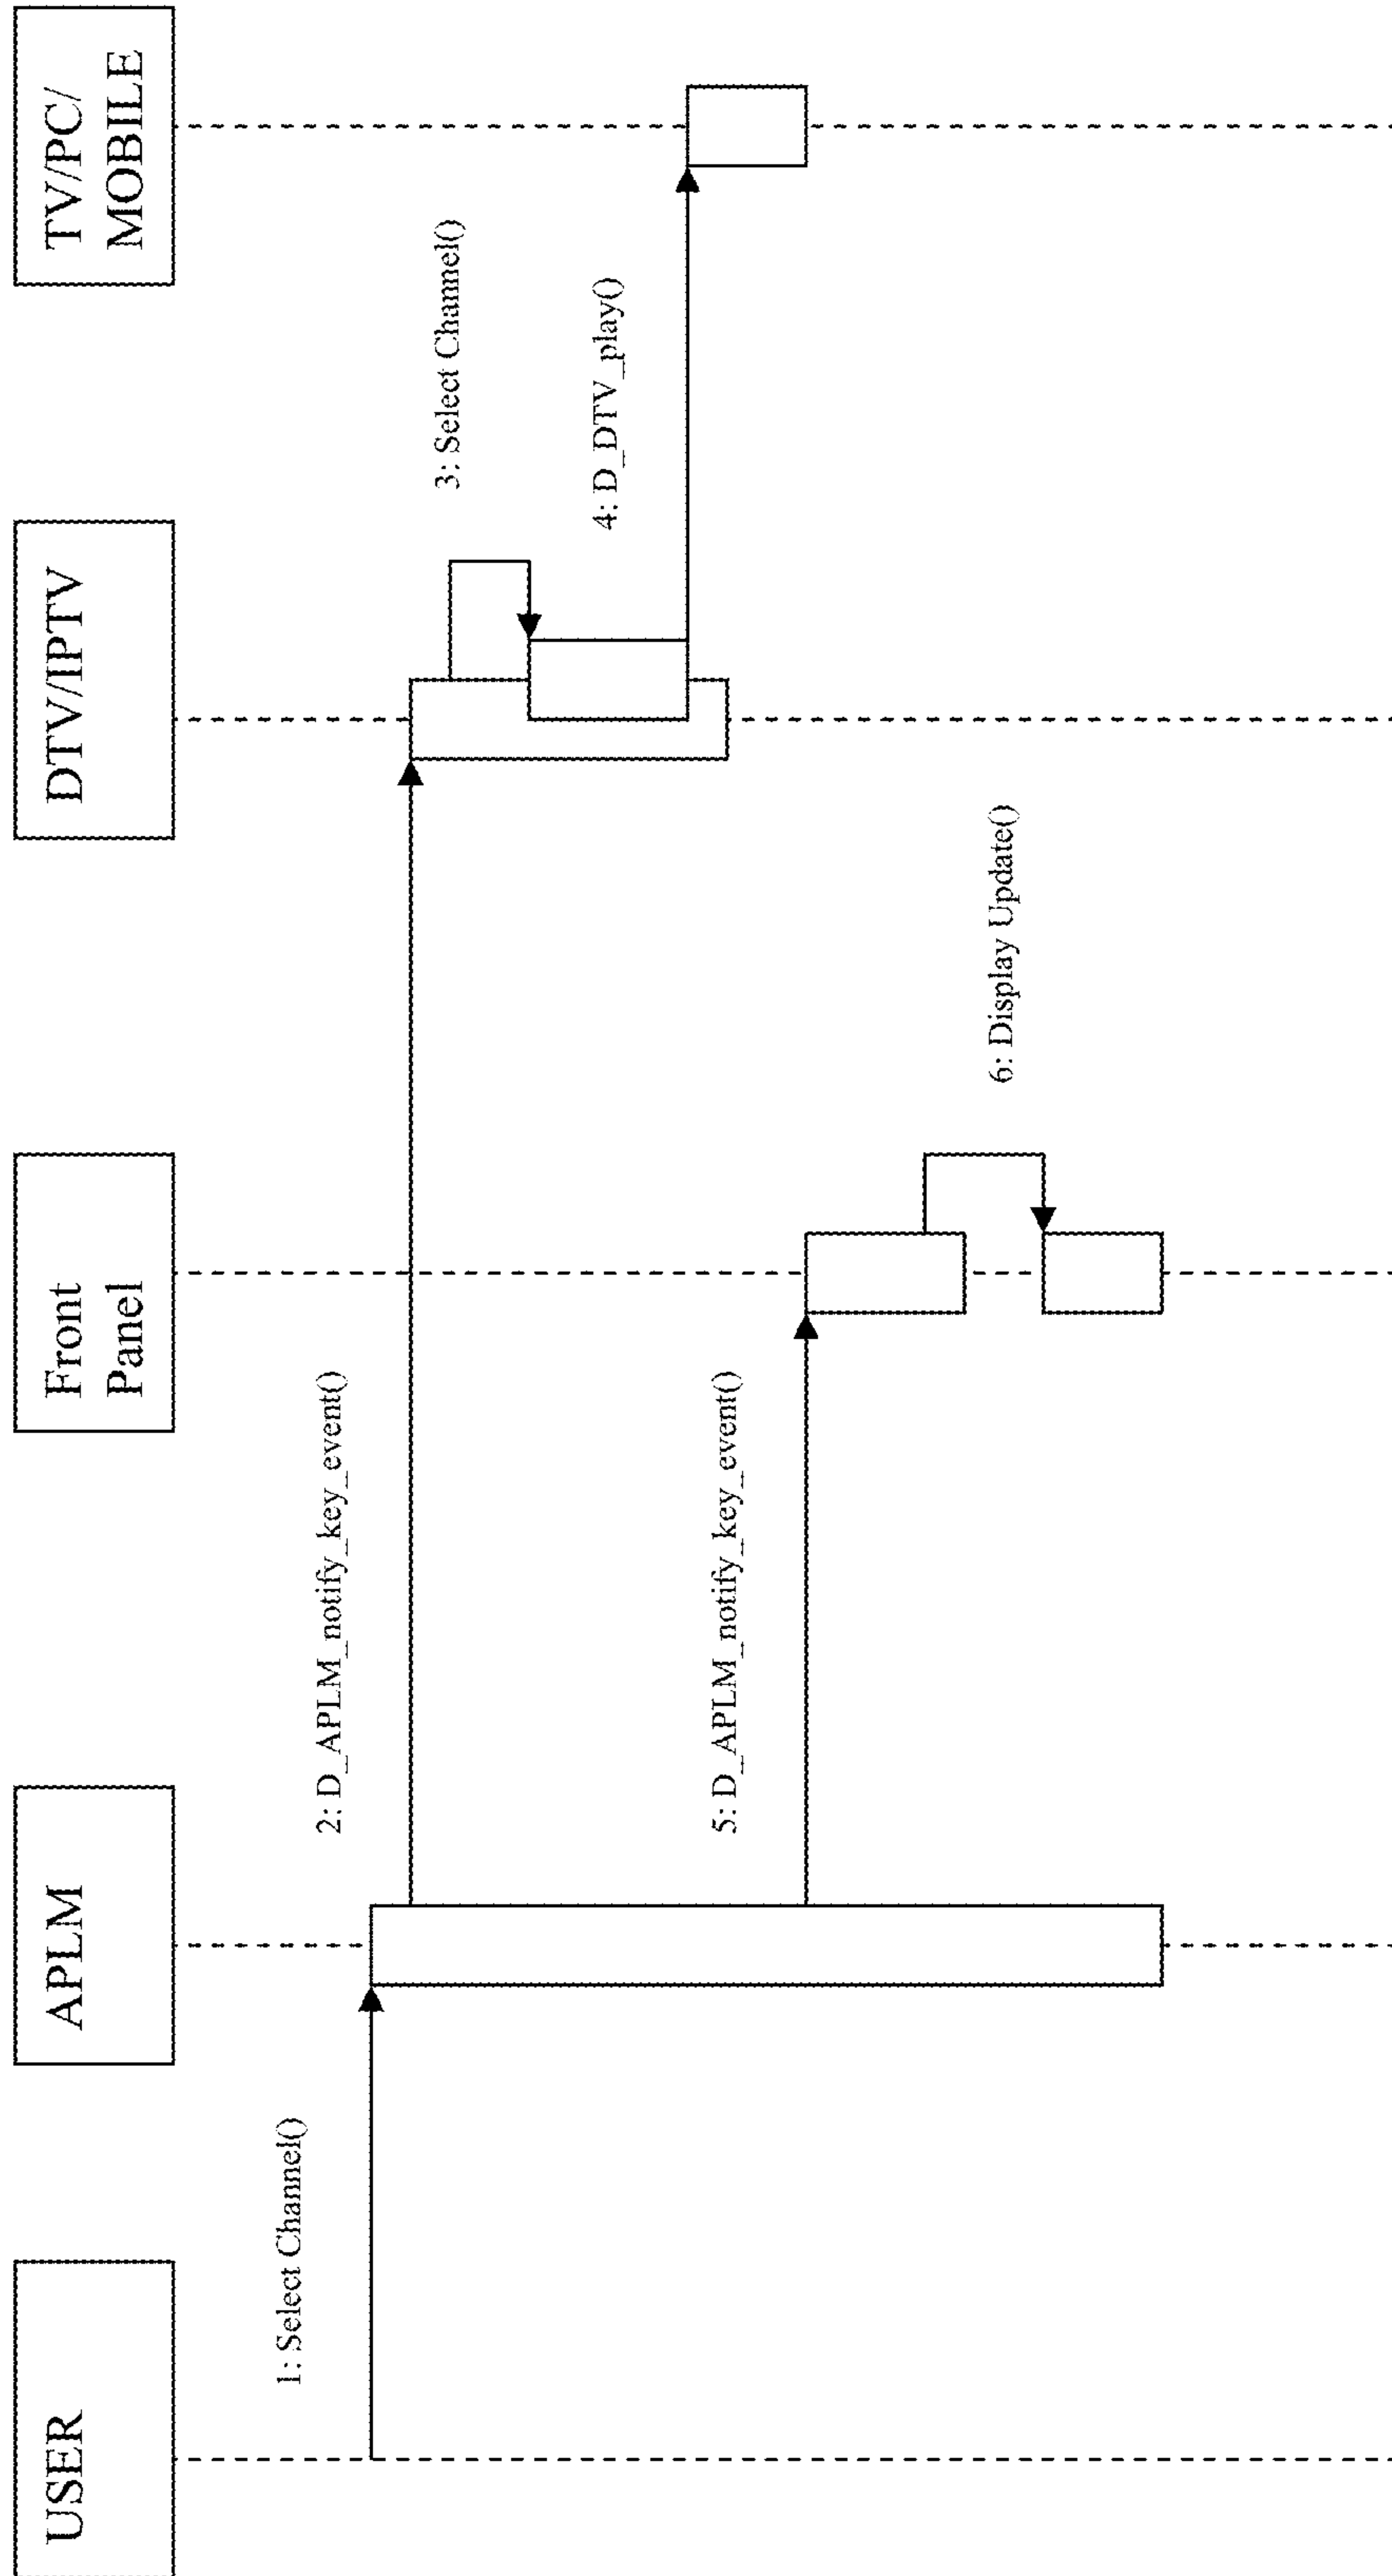 USER
APLM
Front
Panel
DTV/IPTV
TV/PC/
MOBILE
1: Select Channel()
2: D_APLM_notify_key_event()
3: Select Channel()
4: D_DTV_play()
5: D_APLM_notify_key_event()
6: Display Update()